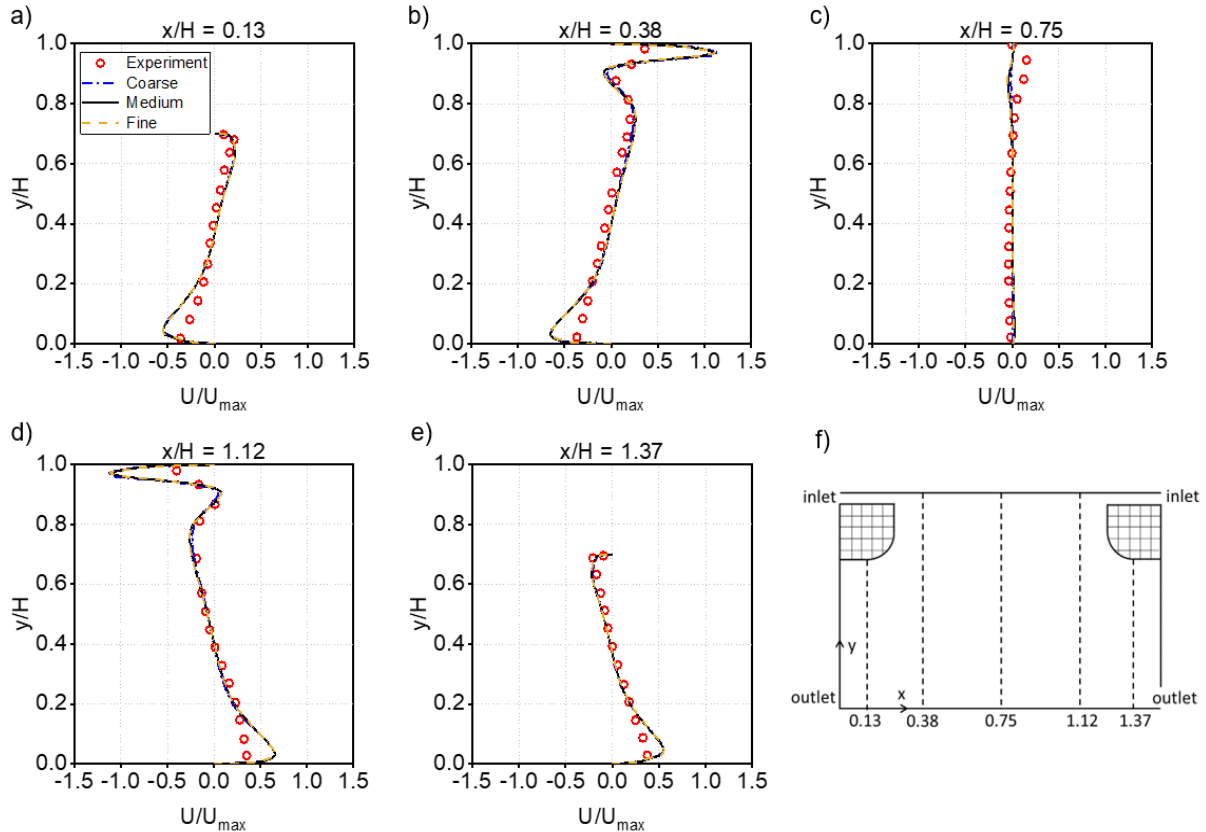 a)
x/H = 0.13
1.0
0.8
0.6
0.4
0.2
0.0
y/H
Experiment
Coarse
Medium
Fine
-1.5 -1.0 -0.5 0.0 0.5 1.0 1.5
U/Umax
b)
x/H = 0.38
1.0
0.8
0.6
0.4
0.2
0.0
y/H
-1.5 -1.0 -0.5 0.0 0.5 1.0 1.5
U/Umax
c)
x/H = 0.75
1.0
0.8
0.6
0.4
0.2
0.0
y/H
-1.5 -1.0 -0.5 0.0 0.5 1.0 1.5
U/Umax
d)
x/H = 1.12
1.0
0.8
0.6
0.4
0.2
0.0
y/H
-1.5 -1.0 -0.5 0.0 0.5 1.0 1.5
U/Umax
e)
x/H = 1.37
1.0
0.8
0.6
0.4
0.2
0.0
y/H
-1.5 -1.0 -0.5 0.0 0.5 1.0 1.5
U/Umax
f)
inlet inlet
y
outlet x outlet
0.13 0.38 0.75 1.12 1.37